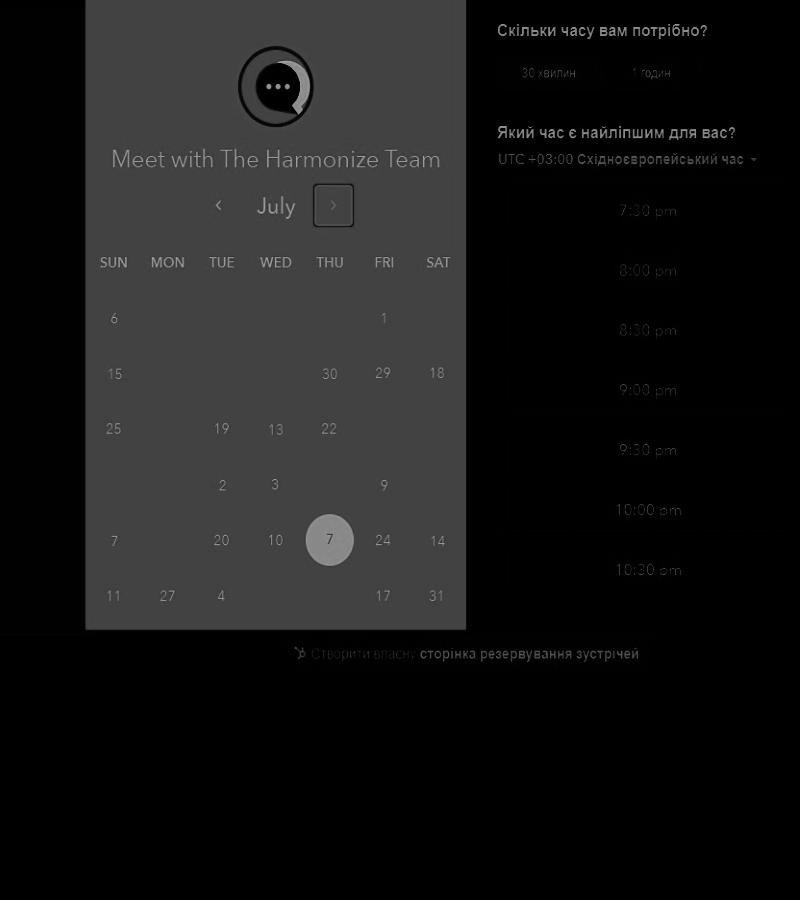 Meet with The Harmonize Team
July
SUN MON TUE WED THU FRI SAT
6 1
15 30 29 18
25 19 13 22
2 3 9
7 20 10 7 24 14
11 27 4 17 31
Скільки часу вам потрібно?
30 хвилин 1 годин
Який час є найліпшим для вас?
UTC +03:00 Східноєвропейський час
7:30 pm
8:00 pm
8:30 pm
9:00 pm
9:30 pm
10:00 pm
10:30 pm
Створити власну сторінка резервування зустрічей